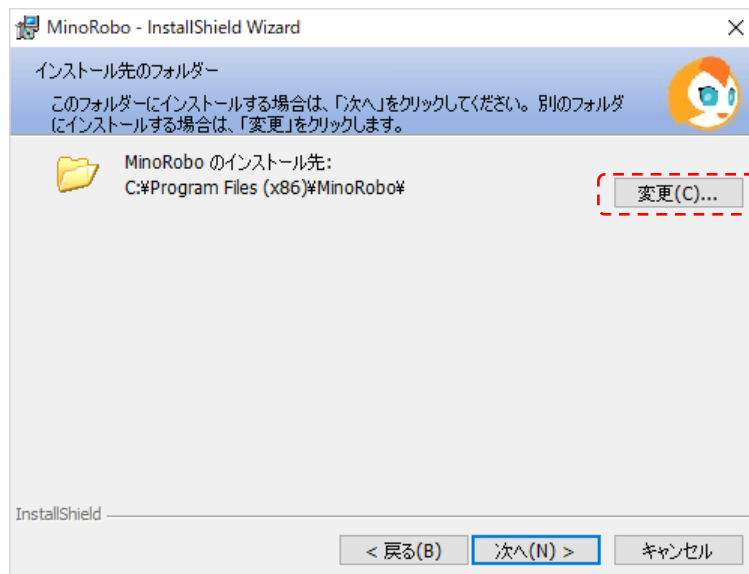 MinoRobo - InstallShield Wizard
インストール先のフォルダー
このフォルダーにインストールする場合は、「次へ」をクリックしてください。別のフォルダ
にインストールする場合は、「変更」をクリックします。
MinoRobo のインストール先:
C:¥Program Files (x86)¥MinoRobo¥
変更(C)...
InstallShield
< 戻る(B)
次へ(N) >
キャンセル